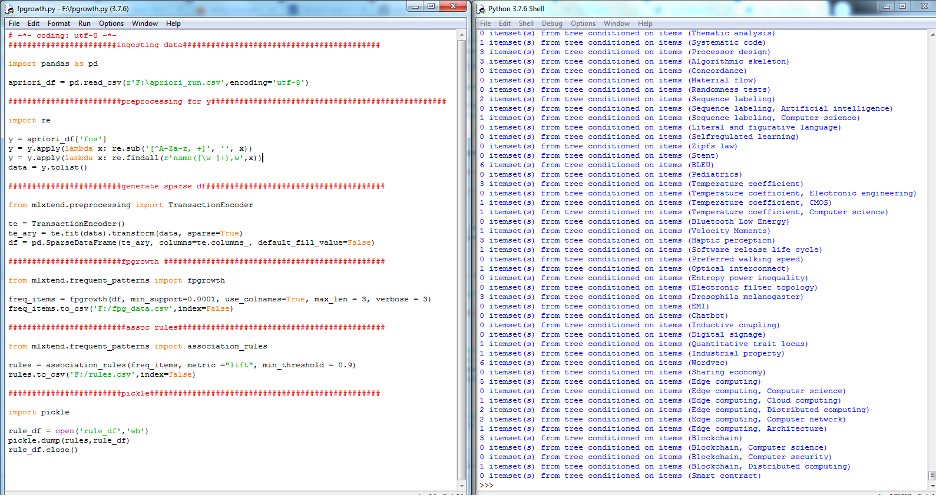 fpgrowth.py - F:\fpgrowth.py (3.7.6)
File Edit Format Run Options Window Help
# -*- coding: utf-8 -*-
#######################ingesting data##########################################
import pandas as pd
apriori_df = pd.read_csv(r'F:\apriori_run.csv',encoding='utf-8')
########################preprocessing for y##################################################
import re
y = apriori_df['fos']
y = y.apply(lambda x: re.sub('[^A-Za-z, +]', '', x))
y = y.apply(lambda x: re.findall(r'name([\w ]+),w',x))
data = y.tolist()
########################generate sparse df######################################
from mlxtend.preprocessing import TransactionEncoder
te = TransactionEncoder()
te_ary = te.fit(data).transform(data, sparse=True)
df = pd.SparseDataFrame(te_ary, columns=te.columns_, default_fill_value=False)
########################fpgrowth ###############################################
from mlxtend.frequent_patterns import fpgrowth
freq_items = fpgrowth(df, min_support=0.0001, use_colnames=True, max_len = 3, verbose = 3)
freq_items.to_csv('F:/fpg_data.csv',index=False)
#########################assoc rules############################################
from mlxtend.frequent_patterns import association_rules
rules = association_rules(freq_items, metric ="lift", min_threshold = 0.9)
rules.to_csv('F:/rules.csv',index=False)
########################pickle#################################################
import pickle
rule_df = open('rule_df','wb')
pickle.dump(rules,rule_df)
rule_df.close()
Python 3.7.6 Shell
File Edit Shell Debug Options Window Help
0 itemset(s) from tree conditioned on items (Thematic analysis)
1 itemset(s) from tree conditioned on items (Systematic code)
3 itemset(s) from tree conditioned on items (Processor design)
3 itemset(s) from tree conditioned on items (Algorithmic skeleton)
0 itemset(s) from tree conditioned on items (Concordance)
0 itemset(s) from tree conditioned on items (Material flow)
0 itemset(s) from tree conditioned on items (Randomness tests)
2 itemset(s) from tree conditioned on items (Sequence labeling)
0 itemset(s) from tree conditioned on items (Sequence labeling, Artificial intelligence)
1 itemset(s) from tree conditioned on items (Sequence labeling, Computer science)
0 itemset(s) from tree conditioned on items (Literal and figurative language)
0 itemset(s) from tree conditioned on items (Selfregulated learning)
0 itemset(s) from tree conditioned on items (Zipfs law)
0 itemset(s) from tree conditioned on items (Stent)
6 itemset(s) from tree conditioned on items (BLEU)
0 itemset(s) from tree conditioned on items (Pediatrics)
3 itemset(s) from tree conditioned on items (Temperature coefficient)
0 itemset(s) from tree conditioned on items (Temperature coefficient, Electronic engineering)
1 itemset(s) from tree conditioned on items (Temperature coefficient, CMOS)
1 itemset(s) from tree conditioned on items (Temperature coefficient, Computer science)
0 itemset(s) from tree conditioned on items (Bluetooth Low Energy)
1 itemset(s) from tree conditioned on items (Velocity Moments)
3 itemset(s) from tree conditioned on items (Haptic perception)
1 itemset(s) from tree conditioned on items (Software release life cycle)
0 itemset(s) from tree conditioned on items (Preferred walking speed)
1 itemset(s) from tree conditioned on items (Optical interconnect)
0 itemset(s) from tree conditioned on items (Entropy power inequality)
0 itemset(s) from tree conditioned on items (Electronic filter topology)
3 itemset(s) from tree conditioned on items (Drosophila melanogaster)
0 itemset(s) from tree conditioned on items (EMI)
0 itemset(s) from tree conditioned on items (Chatbot)
0 itemset(s) from tree conditioned on items (Inductive coupling)
0 itemset(s) from tree conditioned on items (Digital signage)
1 itemset(s) from tree conditioned on items (Quantitative trait locus)
1 itemset(s) from tree conditioned on items (Industrial property)
6 itemset(s) from tree conditioned on items (Wordvec)
0 itemset(s) from tree conditioned on items (Sharing economy)
5 itemset(s) from tree conditioned on items (Edge computing)
0 itemset(s) from tree conditioned on items (Edge computing, Computer science)
1 itemset(s) from tree conditioned on items (Edge computing, Cloud computing)
2 itemset(s) from tree conditioned on items (Edge computing, Distributed computing)
2 itemset(s) from tree conditioned on items (Edge computing, Computer network)
1 itemset(s) from tree conditioned on items (Edge computing, Architecture)
3 itemset(s) from tree conditioned on items (Blockchain)
0 itemset(s) from tree conditioned on items (Blockchain, Computer science)
0 itemset(s) from tree conditioned on items (Blockchain, Computer security)
1 itemset(s) from tree conditioned on items (Blockchain, Distributed computing)
0 itemset(s) from tree conditioned on items (Smart contract)
>>>